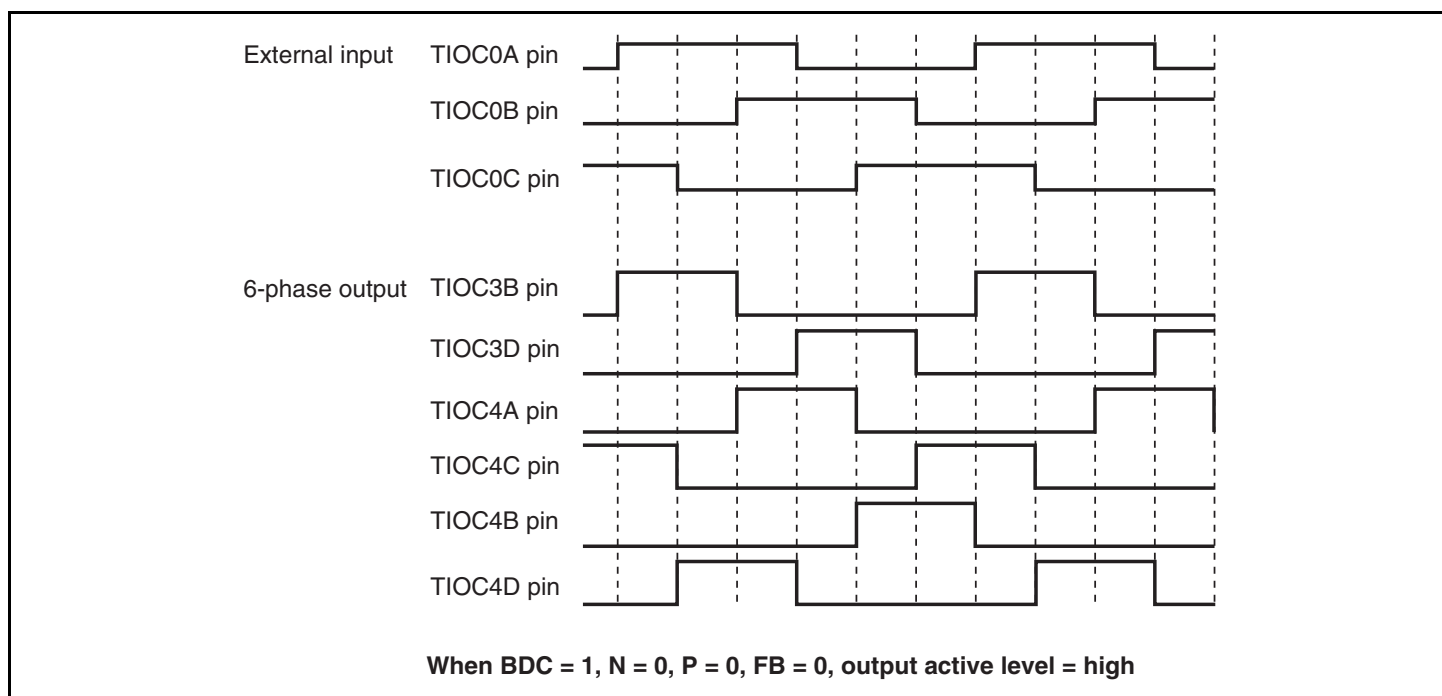 External input TIOC0A pin
TIOC0B pin
TIOC0C pin
6-phase output TIOC3B pin
TIOC3D pin
TIOC4A pin
TIOC4C pin
TIOC4B pin
TIOC4D pin
When BDC = 1, N = 0, P = 0, FB = 0, output active level = high